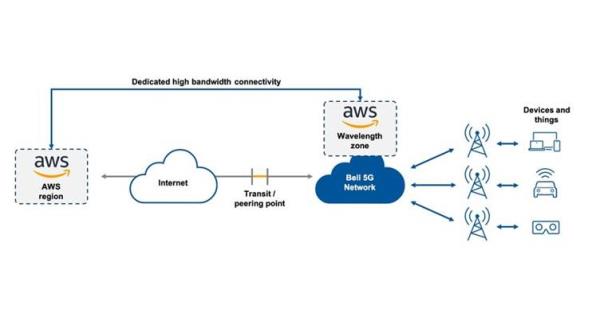 Dedicated high bandwidth connectivity
aws
Wavelength
zone
Devices and
things
aws
AWS
region
Internet
Transit /
peering point
Bell 5G
Network